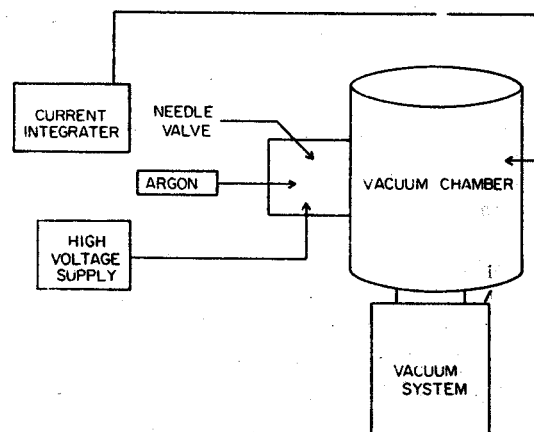 CURRENT
INTEGRATER
NEEDLE
VALVE
ARGON
VACUUM CHAMBER
HIGH
VOLTAGE
SUPPLY
VACUUM
SYSTEM